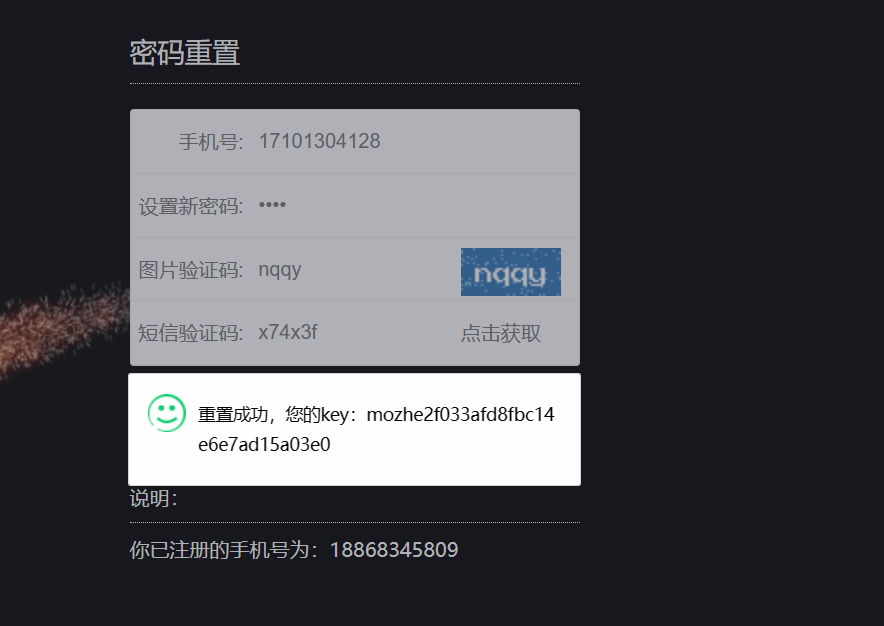 密码重置
手机号: 17101304128
设置新密码: ••••
图片验证码: nqqy nqqy
短信验证码: x74x3f 点击获取
重置成功，您的key：mozhe2f033afd8fbc14
e6e7ad15a03e0
说明：
你已注册的手机号为：18868345809